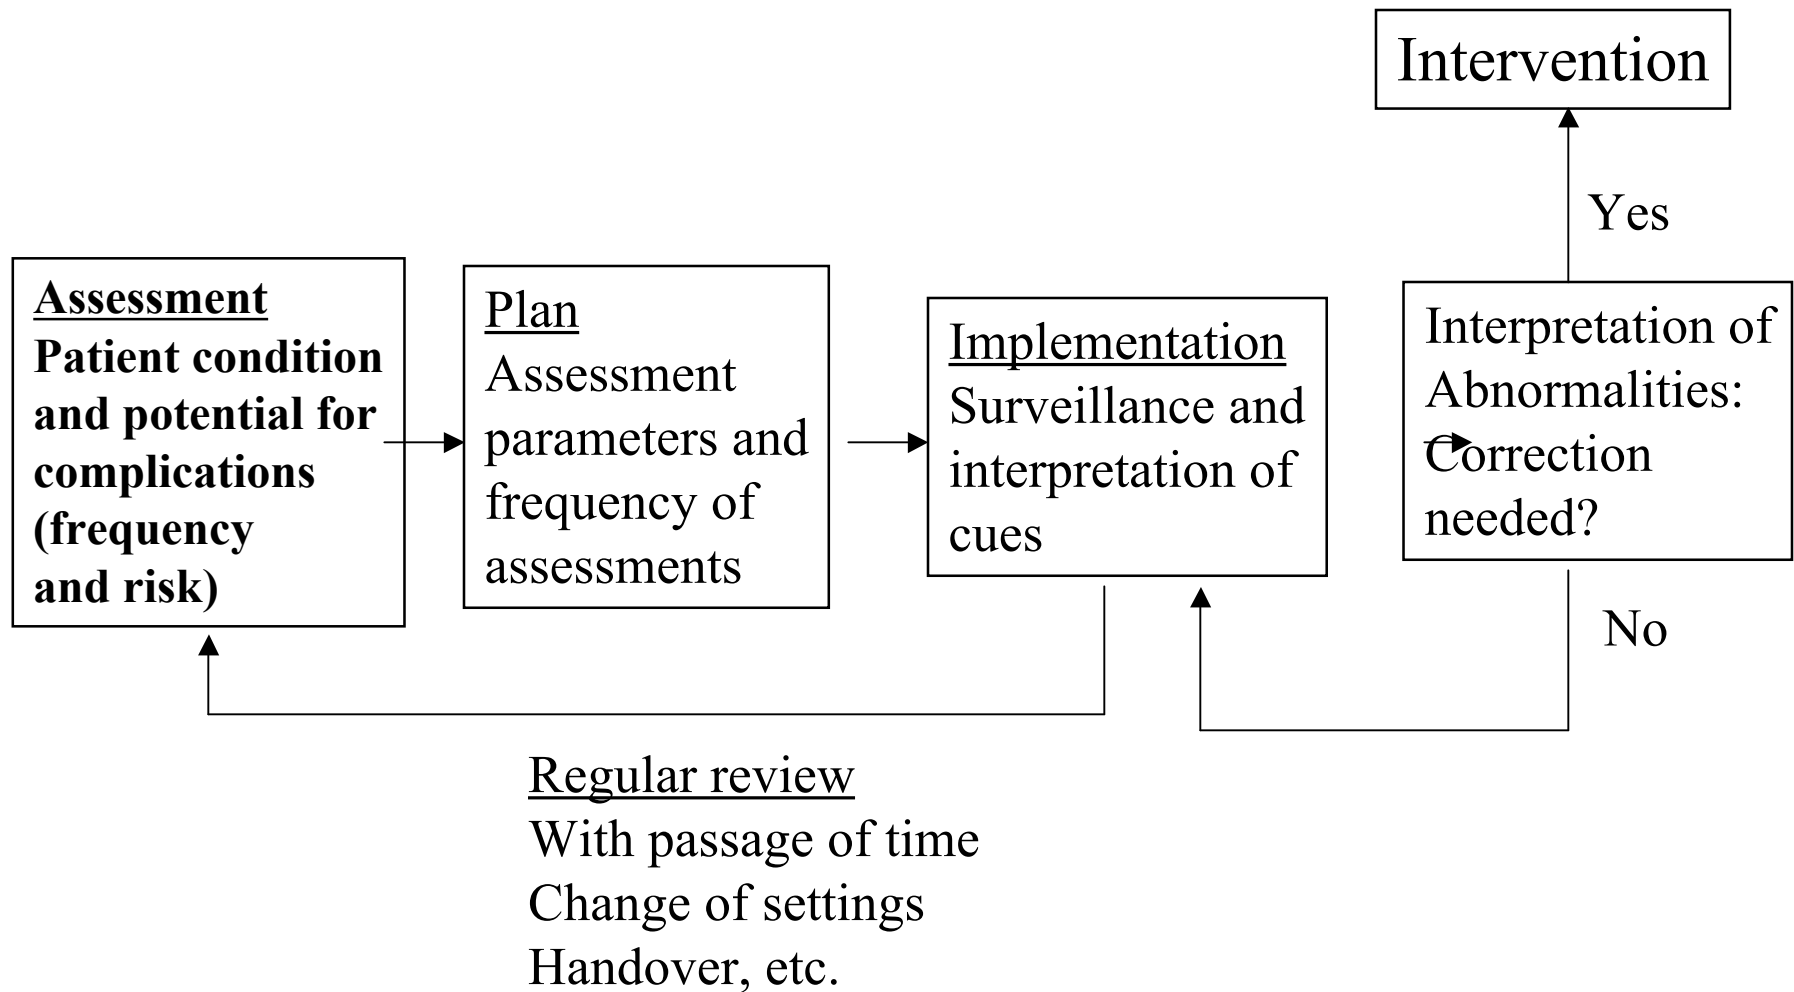 Intervention
Yes
Assessment
Patient condition
and potential for
complications
(frequency
and risk)
Plan
Assessment
parameters and
frequency of
assessments
Implementation
Surveillance and
interpretation of
cues
Interpretation of
Abnormalities:
Correction
needed?
No
Regular review
With passage of time
Change of settings
Handover, etc.